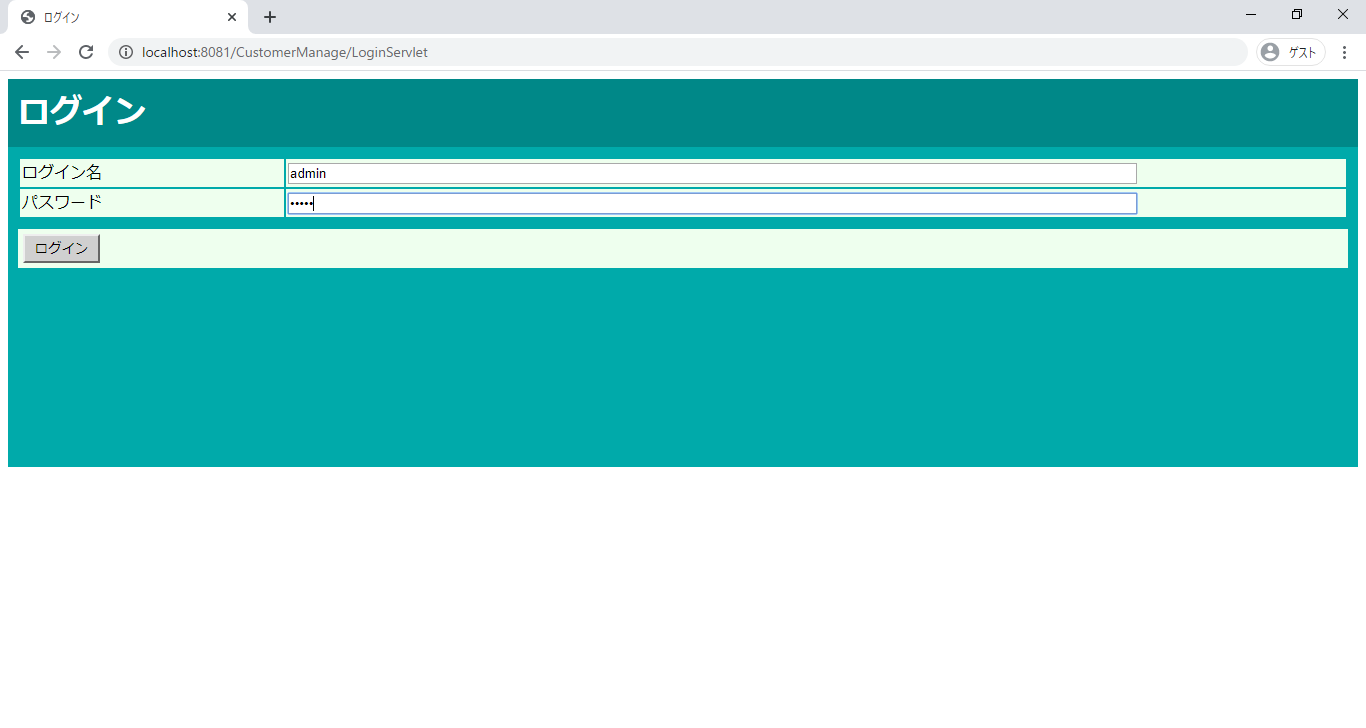 ログイン
localhost:8081/CustomerManage/LoginServlet
ゲスト
ログイン
ログイン名
admin
パスワード
•••••
ログイン